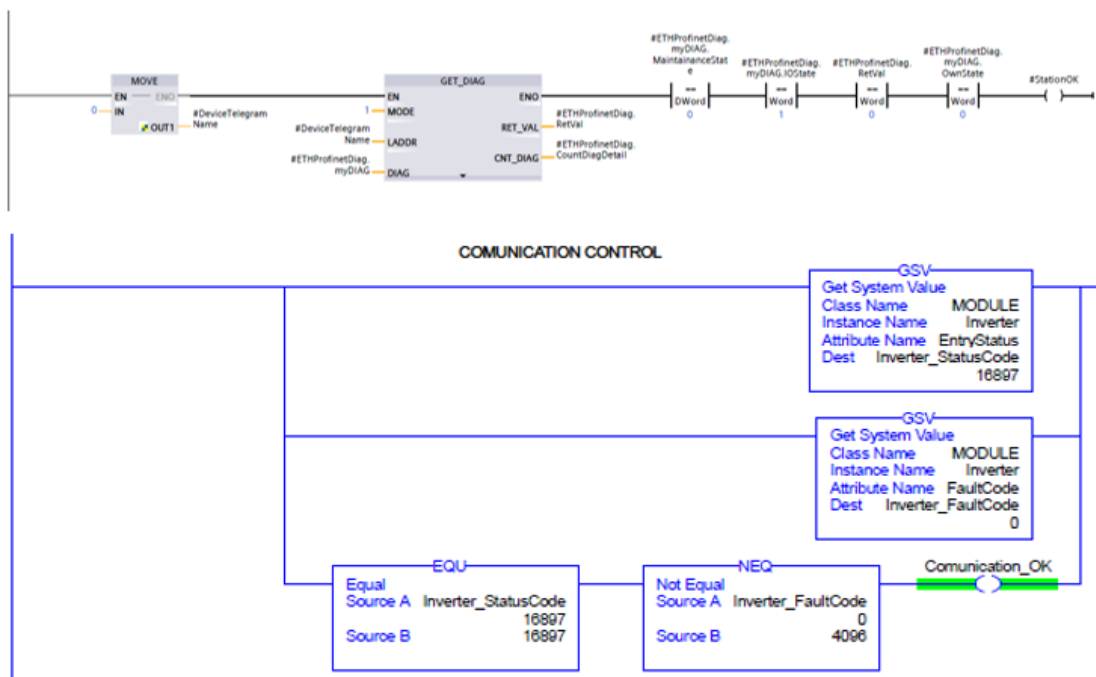 #ETHProfinetDiag.
myDIAG.
MaintainanceStat
e
#ETHProfinetDiag.
myDIAG.IOState
#ETHProfinetDiag.
RetVal
#ETHProfinetDiag.
myDIAG.
OwnState
#StationOK
==
DWord
0
==
Word
1
==
Word
0
==
Word
0
MOVE
EN ENO
0 IN
OUT1
#DeviceTelegram
Name
GET_DIAG
EN ENO
1 MODE
RET_VAL
#ETHProfinetDiag.
RetVal
#DeviceTelegram
Name LADDR
CNT_DIAG
#ETHProfinetDiag.
CountDiagDetail
#ETHProfinetDiag.
myDIAG DIAG
COMUNICATION CONTROL
GSV
Get System Value
Class Name MODULE
Instance Name Inverter
Attribute Name EntryStatus
Dest Inverter_StatusCode
16897
GSV
Get System Value
Class Name MODULE
Instance Name Inverter
Attribute Name FaultCode
Dest Inverter_FaultCode
0
EQU
Equal
Source A Inverter_StatusCode
16897
Source B 16897
NEQ
Not Equal
Source A Inverter_FaultCode
0
Source B 4096
Comunication_OK